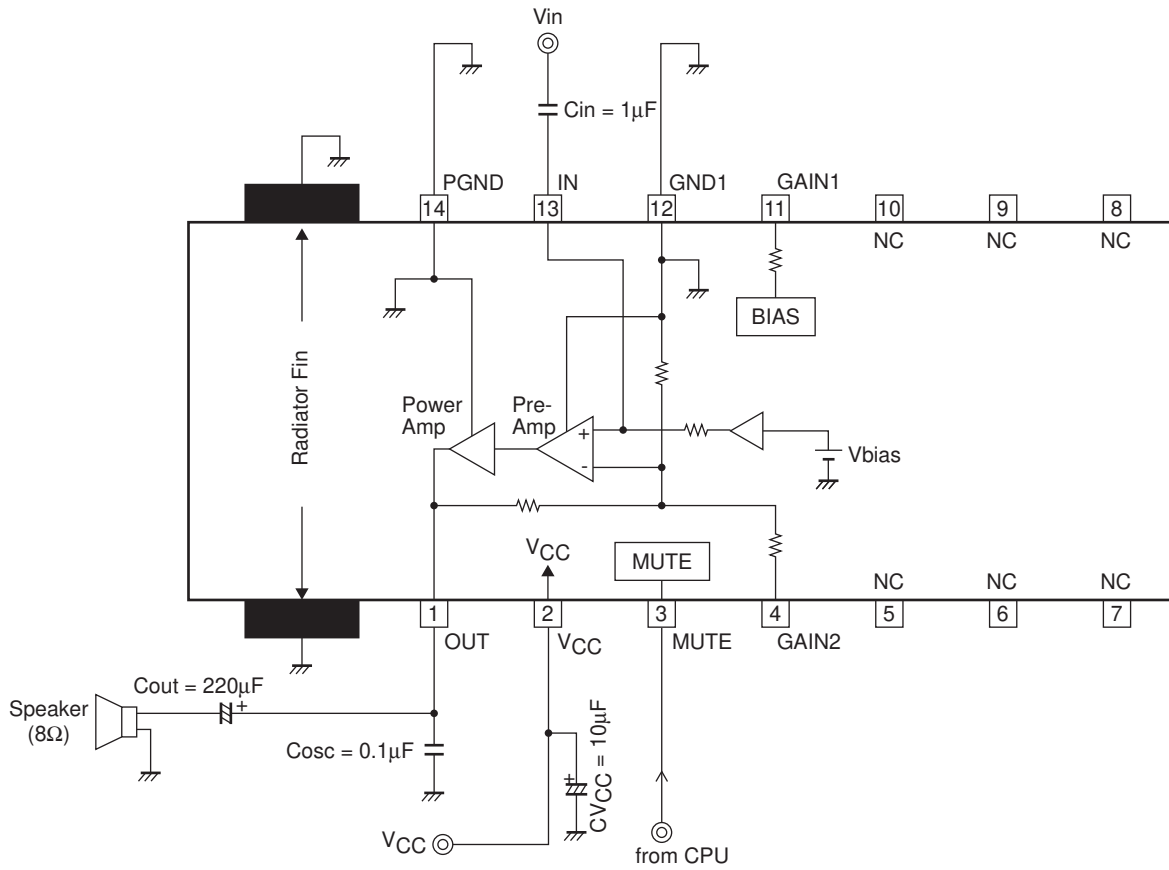 Vin
Cin = 1μF
PGND
IN
GND1
GAIN1
14
13
12
11
10
9
8
NC
NC
NC
BIAS
Radiator Fin
Power
Amp
Pre-
Amp
+
-
Vbias
VCC
MUTE
NC
NC
NC
1
2
3
4
5
6
7
OUT
VCC
MUTE
GAIN2
Cout = 220μF
+
Speaker
(8Ω)
Cosc = 0.1μF
+
CVCC = 10μF
VCC
from CPU